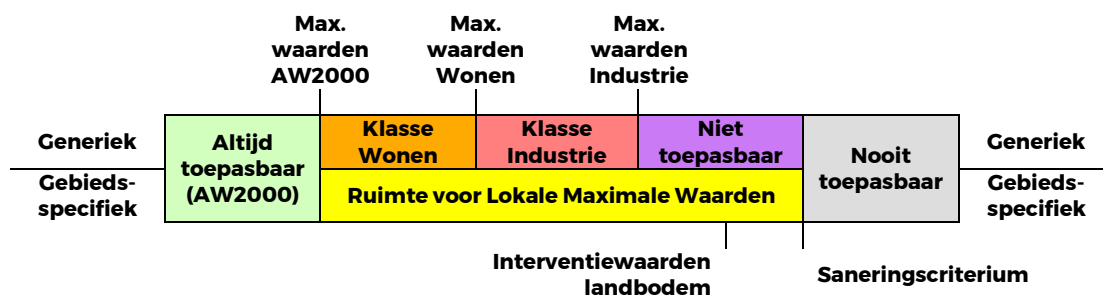 Max.
waarden
AW2000
Max.
waarden
Wonen
Max.
waarden
Industrie
Generiek
Gebieds-
specifiek
Altijd
toepasbaar
(AW2000)
Klasse
Wonen
Klasse
Industrie
Niet
toepasbaar
Ruimte voor Lokale Maximale Waarden
Nooit
toepasbaar
Generiek
Gebieds-
specifiek
Interventiewaarden
landbodem
Saneringscriterium